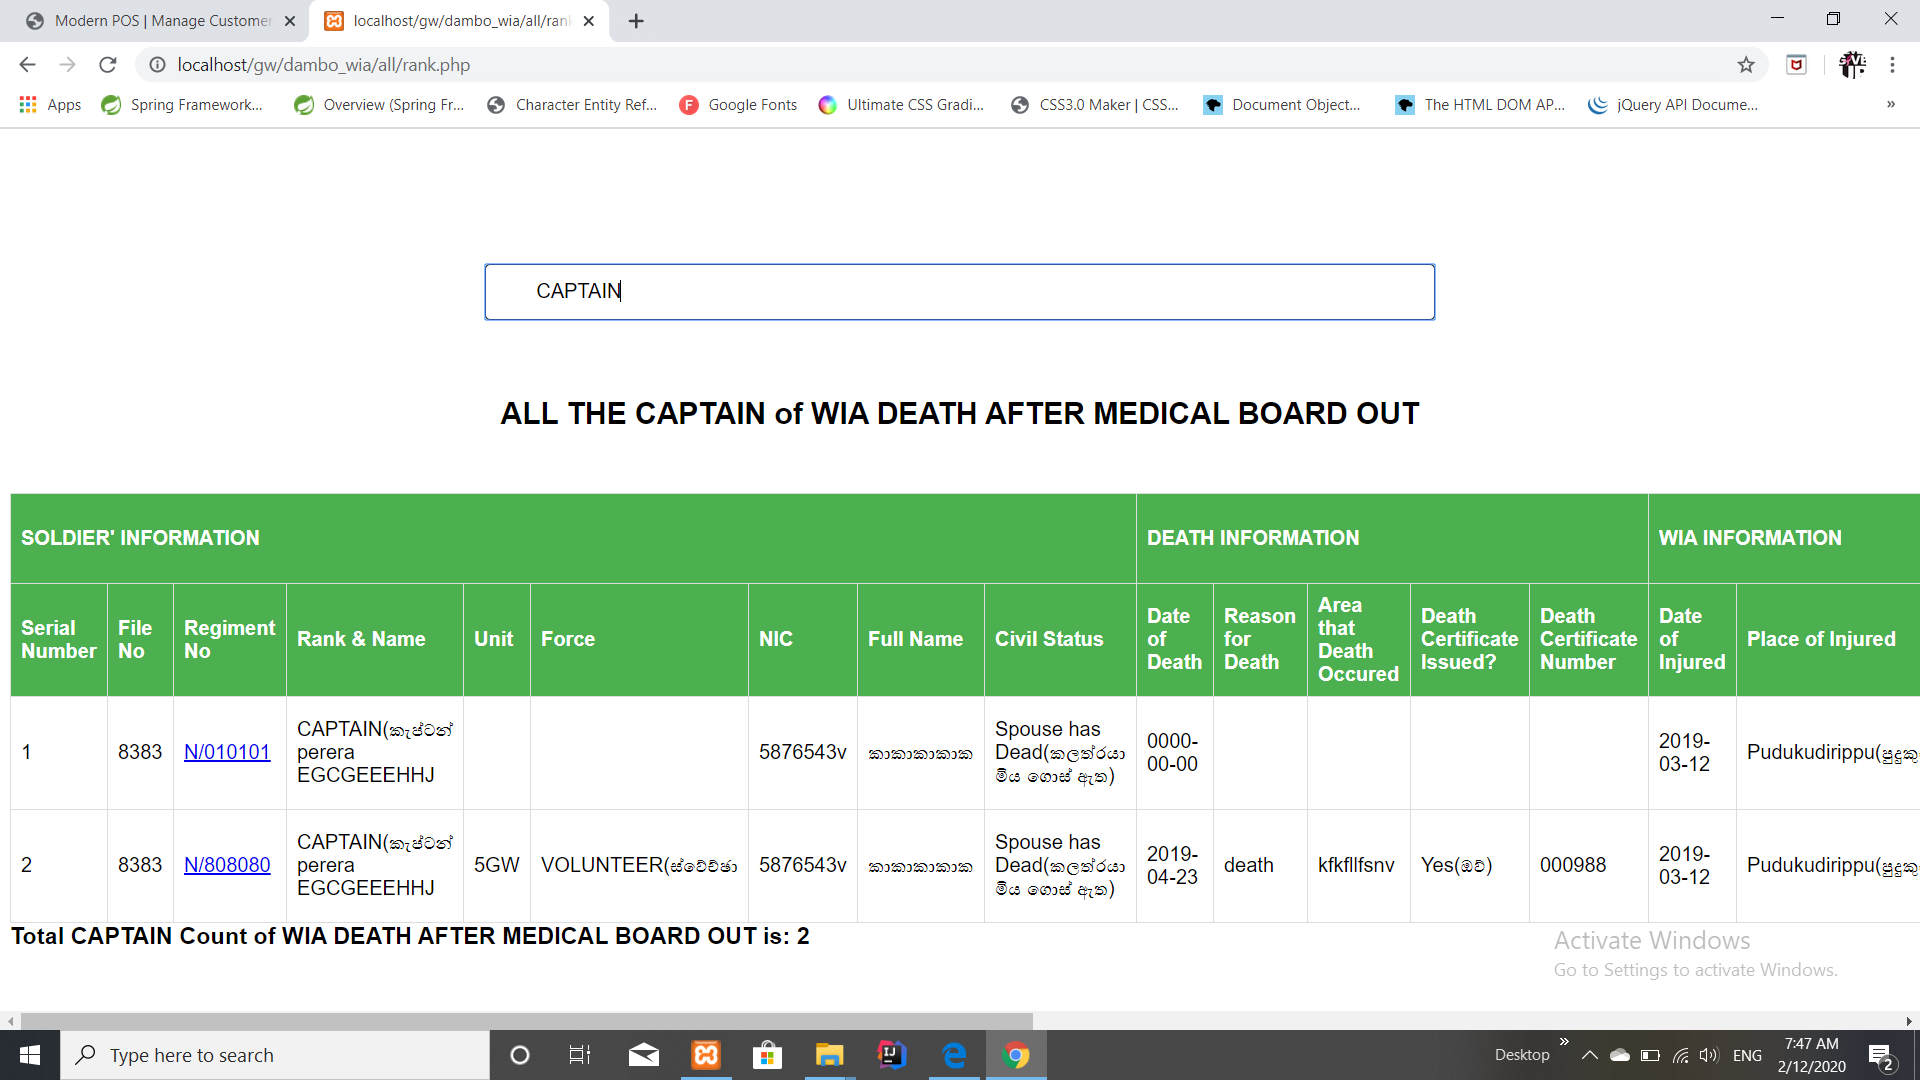 Modern POS | Manage Customer
localhost/gw/dambo_wia/all/rank
localhost/gw/dambo_wia/all/rank.php
Apps
Spring Framework...
Overview (Spring Fr...
Character Entity Ref...
Google Fonts
Ultimate CSS Gradi...
CSS3.0 Maker | CSS...
Document Object...
The HTML DOM AP...
jQuery API Docume...
»
CAPTAIN
ALL THE CAPTAIN of WIA DEATH AFTER MEDICAL BOARD OUT
SOLDIER' INFORMATION
DEATH INFORMATION
WIA INFORMATION
Serial
Number
File
No
Regiment
No
Rank & Name
Unit
Force
NIC
Full Name
Civil Status
Date
of
Death
Reason
for
Death
Area
that
Death
Occured
Death
Certificate
Issued?
Death
Certificate
Number
Date
of
Injured
Place of Injured
1
8383
N/010101
CAPTAIN(කැප්ටන්
perera
EGCGEEEHHJ
5876543v
කාකාකාකාක
Spouse has
Dead(කලත්රයා
මිය ගොස් ඇත)
0000-
00-00
2019-
03-12
Pudukudirippu(පුදුකු
2
8383
N/808080
CAPTAIN(කැප්ටන්
perera
EGCGEEEHHJ
5GW
VOLUNTEER(ස්වේච්ඡා
5876543v
කාකාකාකාක
Spouse has
Dead(කලත්රයා
මිය ගොස් ඇත)
2019-
04-23
death
kfkfllfsnv
Yes(ඔව්)
000988
2019-
03-12
Pudukudirippu(පුදුකු
Total CAPTAIN Count of WIA DEATH AFTER MEDICAL BOARD OUT is: 2
Activate Windows
Go to Settings to activate Windows.
Type here to search
Desktop
»
ENG
7:47 AM
2/12/2020
2